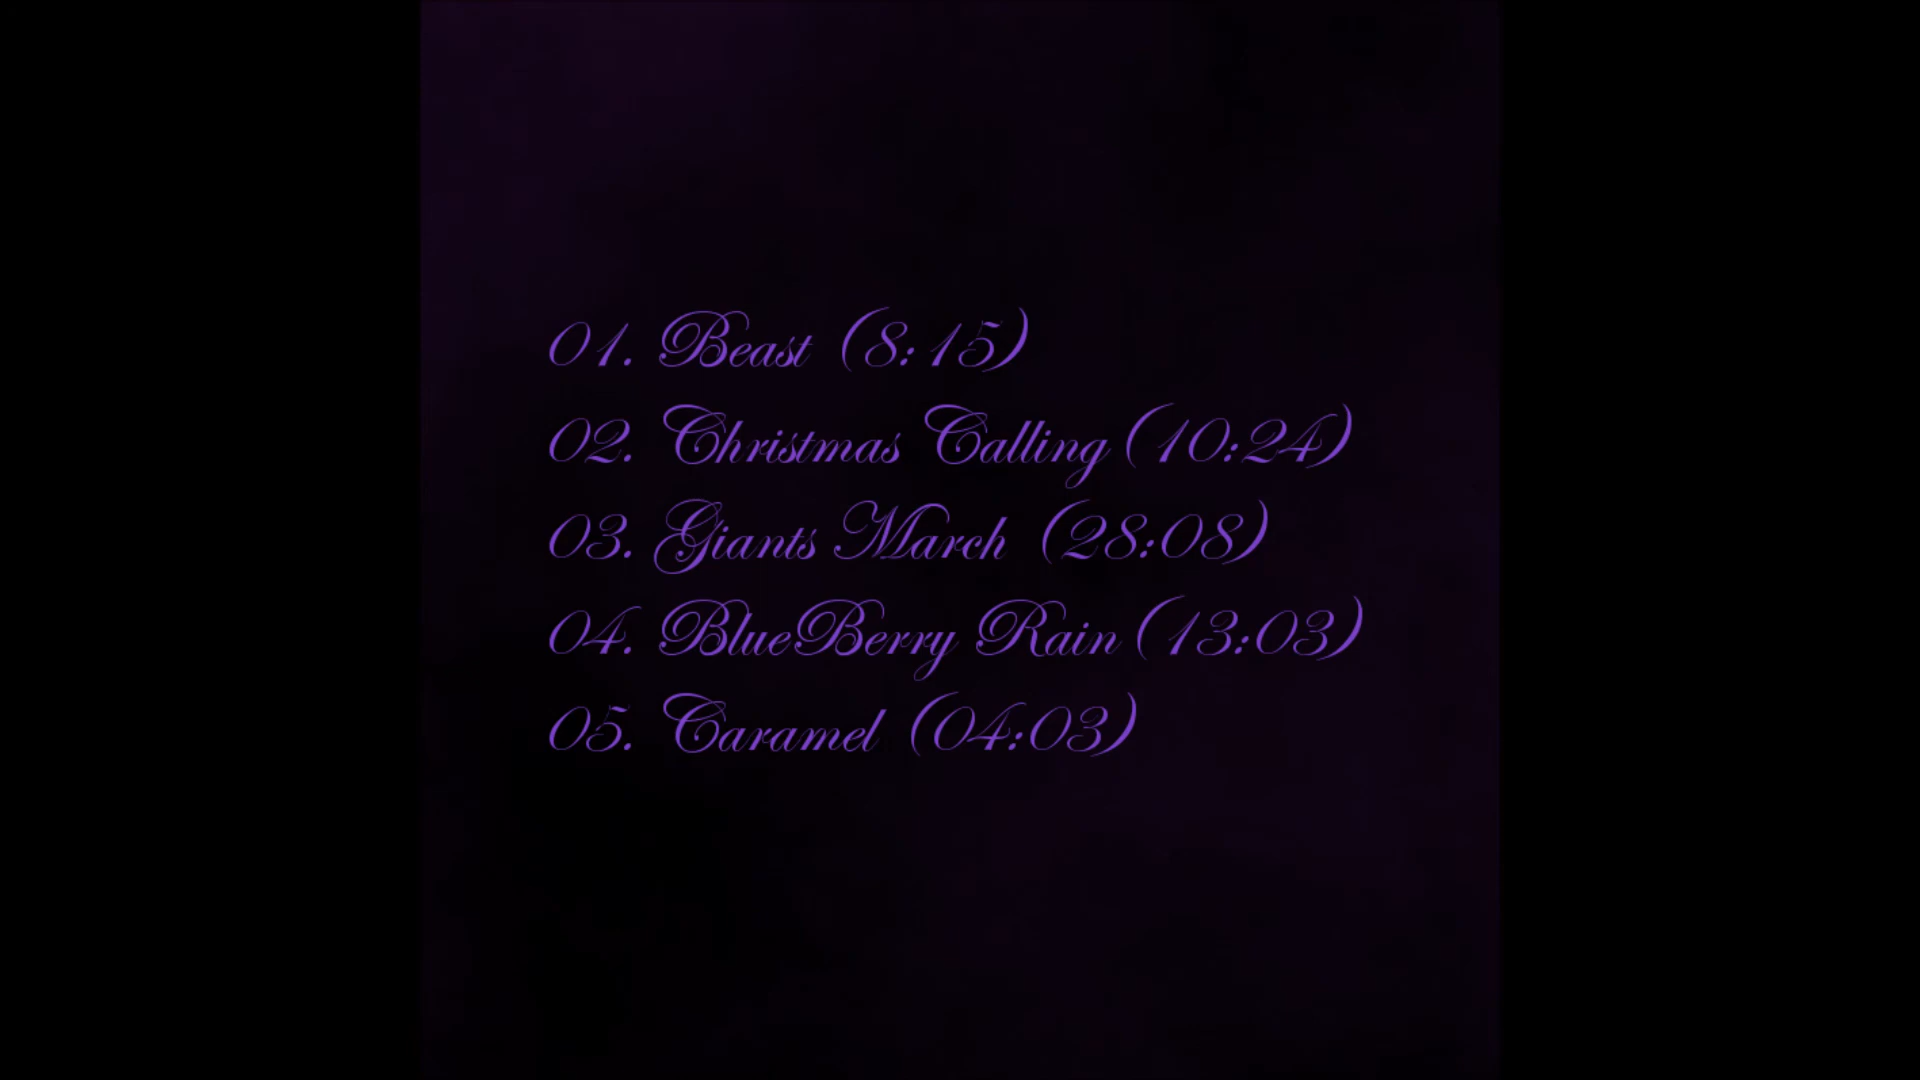 01. Beast (8:15)
02. Christmas Calling (10:24)
03. Giants March (28:08)
04. BlueBerry Rain (13:03)
05. Caramel (04:03)